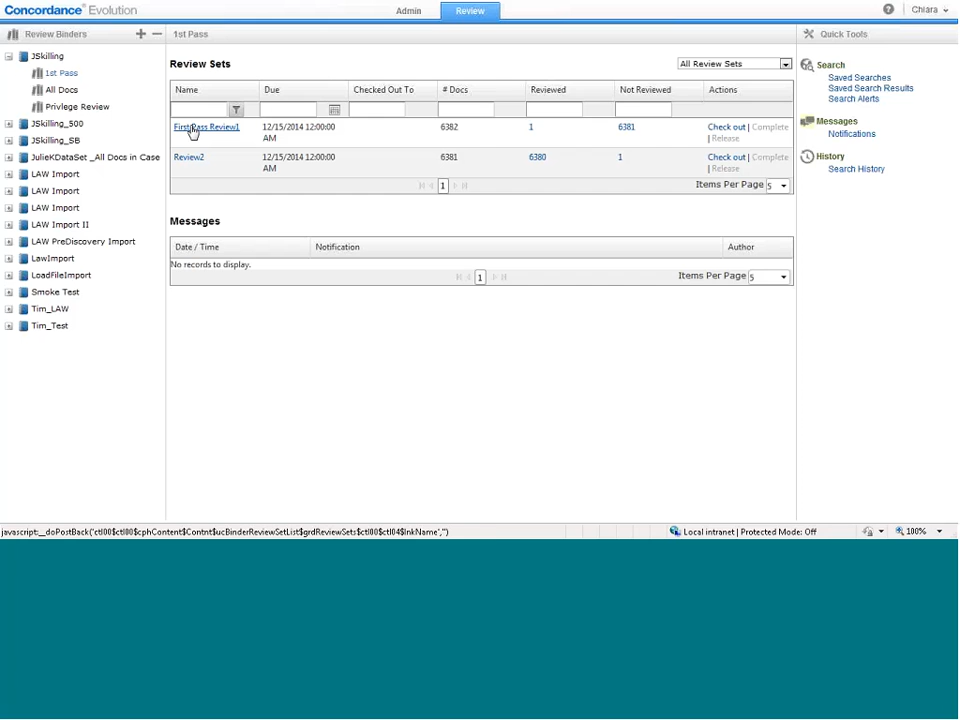 Concordance® Evolution
Admin
Review
Chiara
Review Binders
1st Pass
Quick Tools
JSkilling
1st Pass
All Docs
Privilege Review
JSkilling_500
JSkilling_SB
JulieKDataSet _All Docs in Case
LAW Import
LAW Import
LAW Import
LAW Import II
LAW PreDiscovery Import
LawImport
LoadFileImport
Smoke Test
Tim_LAW
Tim_Test
Review Sets
All Review Sets
Name Due Checked Out To # Docs Reviewed Not Reviewed Actions
First Pass Review1 12/15/2014 12:00:00 AM 6382 1 6381 Check out | Complete | Release
Review2 12/15/2014 12:00:00 AM 6381 6380 1 Check out | Complete | Release
1 Items Per Page 5
Messages
Date / Time Notification Author
No records to display.
1 Items Per Page 5
Search
Saved Searches
Saved Search Results
Search Alerts
Messages
Notifications
History
Search History
javascript:__doPostBack('ctl00$ctl00$cphContent$Contnt$ucBinderReviewSetList$grdReviewSets$ctl00$ctl04$lnkName','')
Local intranet | Protected Mode: Off
100%